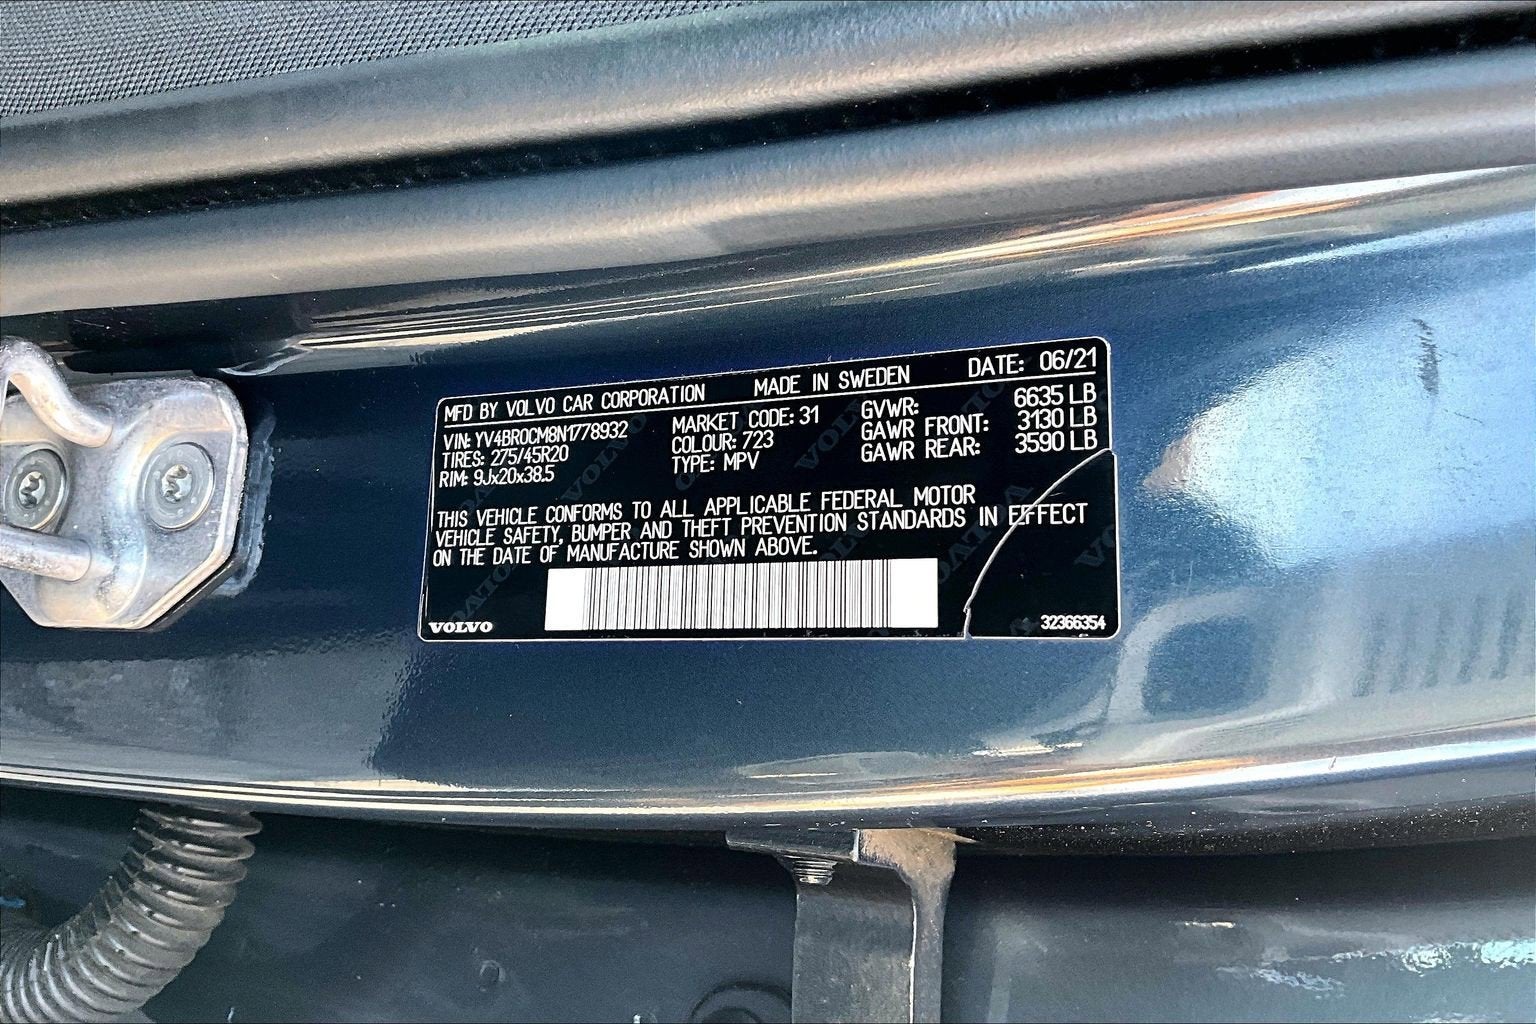 MFD BY VOLVO CAR CORPORATION MADE IN SWEDEN DATE: 06/21
VIN: YV4BR0CM8N1778932 MARKET CODE: 31 GVWR: 6635 LB
TIRES: 275/45R20 COLOUR: 723 GAWR FRONT: 3130 LB
RIM: 9Jx20x38.5 TYPE: MPV GAWR REAR: 3590 LB
THIS VEHICLE CONFORMS TO ALL APPLICABLE FEDERAL MOTOR
VEHICLE SAFETY, BUMPER AND THEFT PREVENTION STANDARDS IN EFFECT
ON THE DATE OF MANUFACTURE SHOWN ABOVE.
VOLVO 32366354